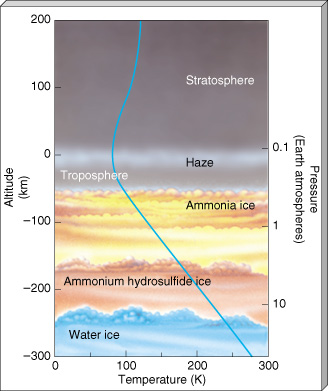 200
100
0
−100
−200
−300
Altitude
(km)
Stratosphere
Haze
Troposphere
Ammonia ice
Ammonium hydrosulfide ice
Water ice
0.1
1
10
Pressure
(Earth atmospheres)
0
100
200
300
Temperature (K)